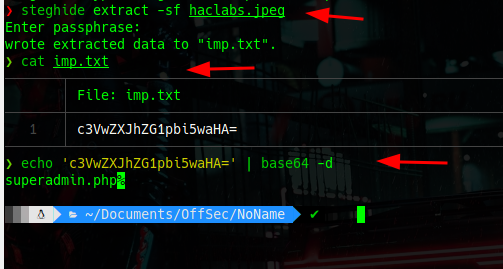 ❯ steghide extract -sf haclabs.jpeg
Enter passphrase:
wrote extracted data to "imp.txt".
❯ cat imp.txt
File: imp.txt
1 c3VwZXJhZG1pbi5waHA=
❯ echo 'c3VwZXJhZG1pbi5waHA=' | base64 -d
superadmin.php%
~/Documents/OffSec/NoName ✔